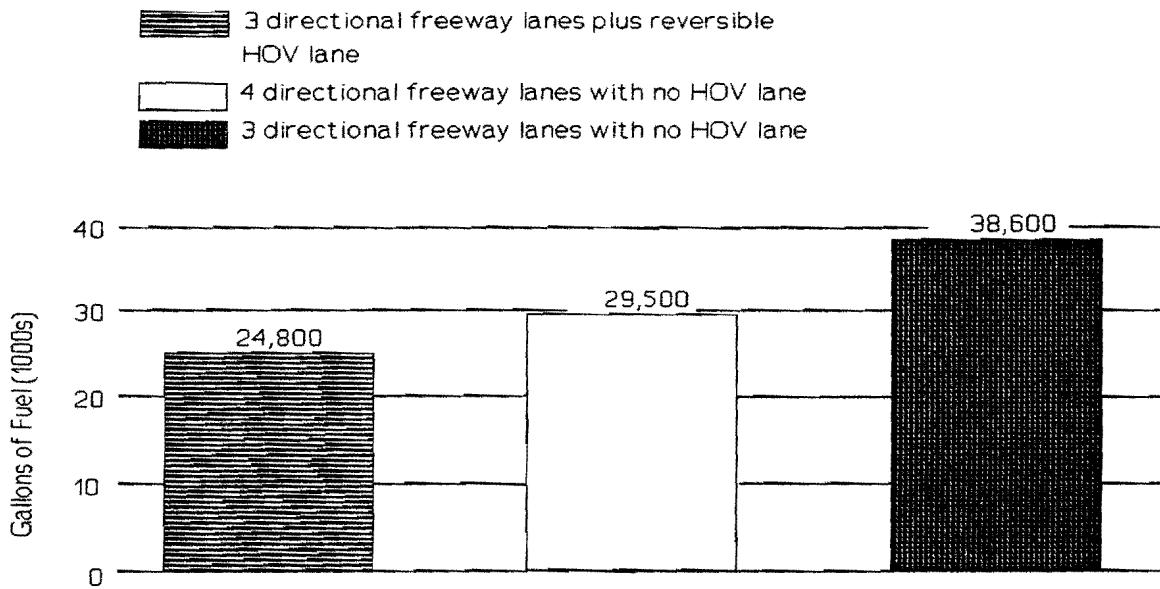 3 directional freeway lanes plus reversible
HOV lane
4 directional freeway lanes with no HOV lane
3 directional freeway lanes with no HOV lane
Gallons of Fuel (1000s)
40
30
20
10
0
24,800
29,500
38,600